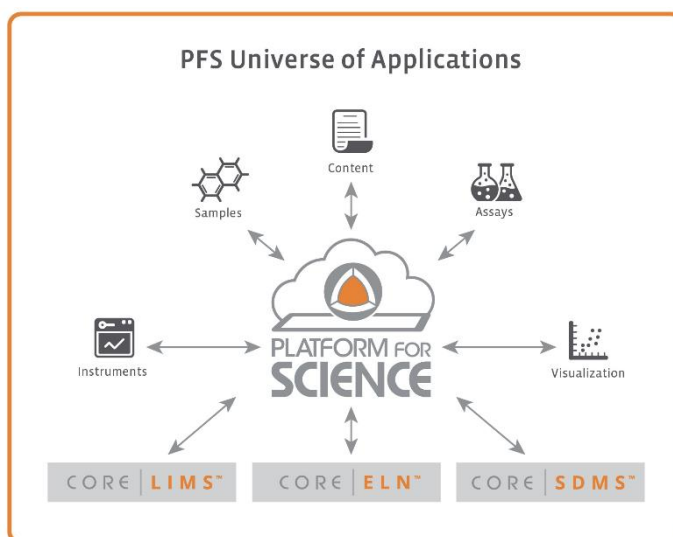 PFS Universe of Applications
Content
Samples
Assays
PLATFORM FOR
SCIENCE
Instruments
Visualization
CORE | LIMS™
CORE | ELN™
CORE | SDMS™